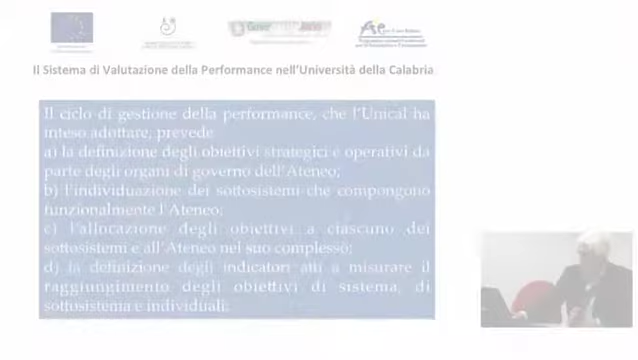 Il Sistema di Valutazione della Performance nell'Università della Calabria
Il ciclo di gestione della performance, che l'Unical ha
inteso adottare, prevede
a) la definizione degli obiettivi strategici e operativi da
parte degli organi di governo dell'Ateneo;
b) l'individuazione dei sottosistemi che compongono
funzionalmente l'Ateneo;
c) l'allocazione degli obiettivi a ciascuno dei
sottosistemi e all'Ateneo nel suo complesso;
d) la definizione degli indicatori atti a misurare il
raggiungimento degli obiettivi di sistema, di
sottosistema e individuali;